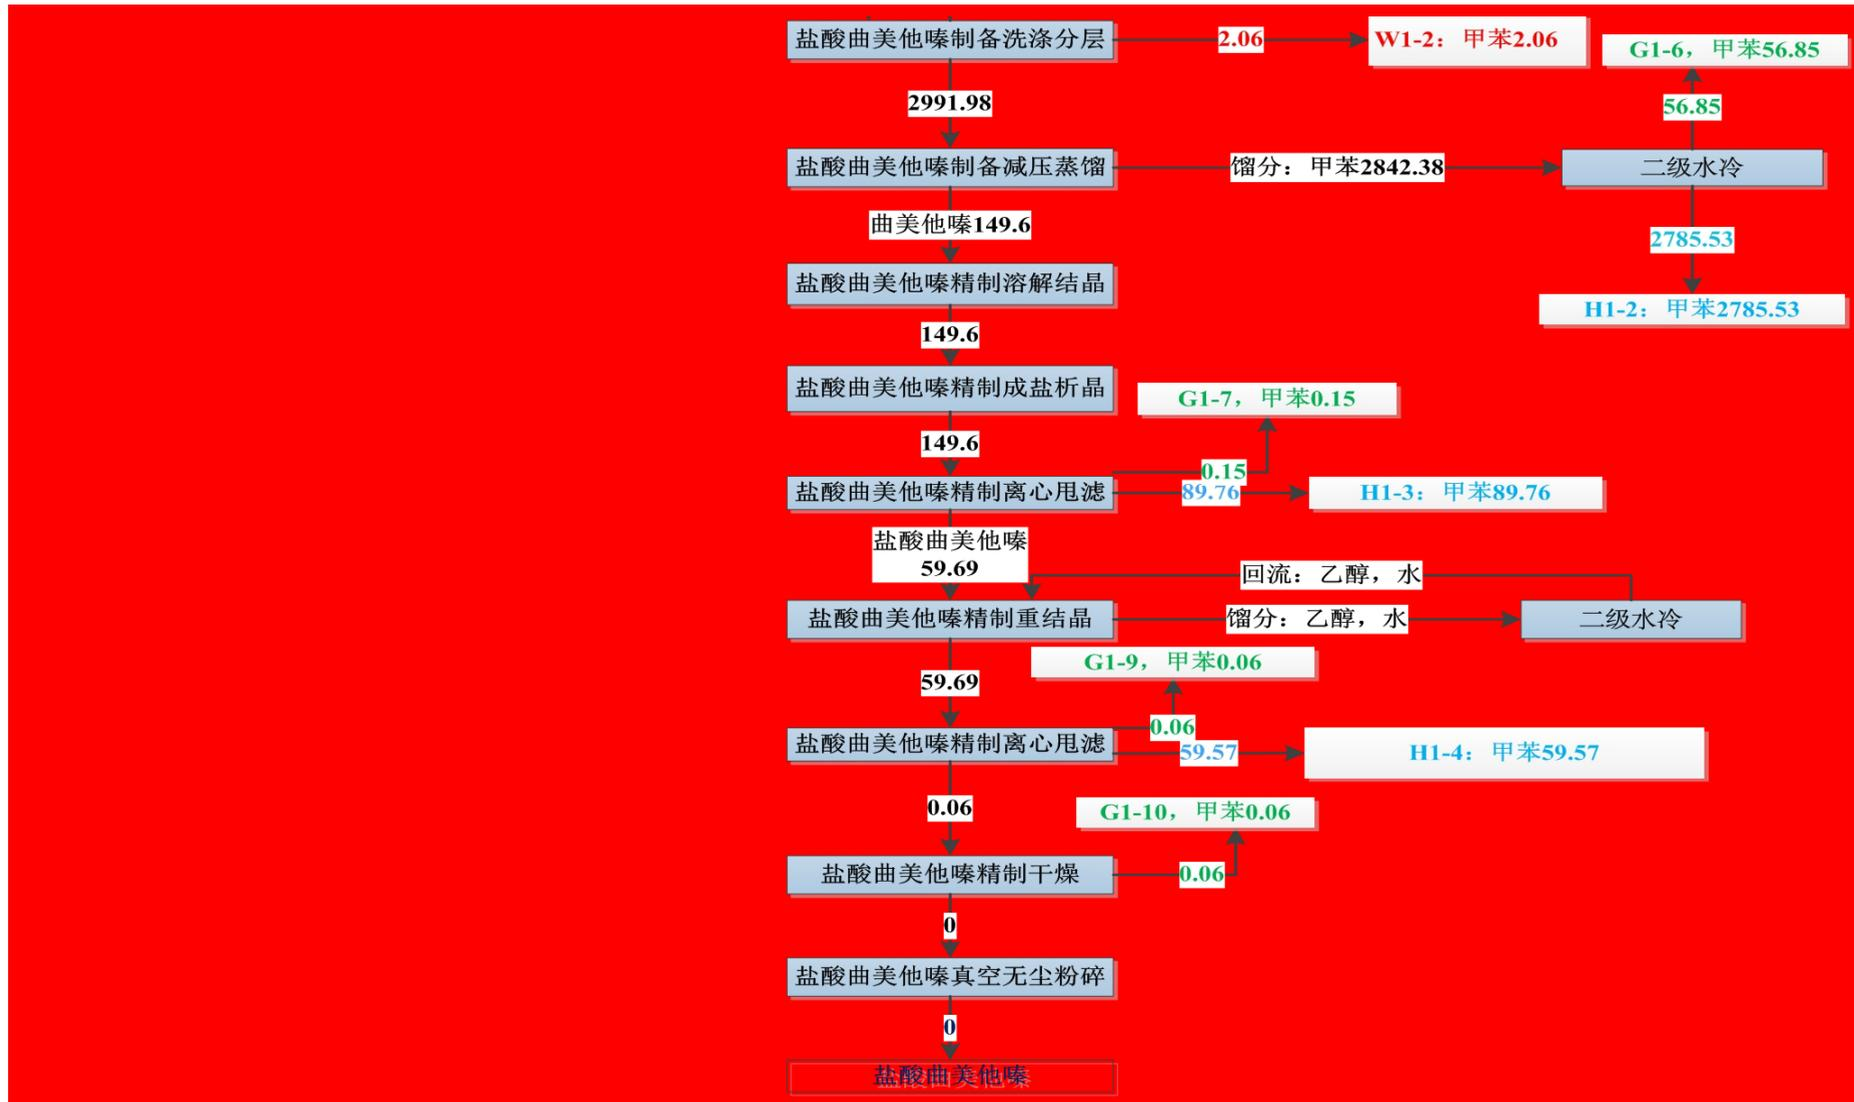 盐酸曲美他嗪制备洗涤分层
2.06
W1-2： 甲苯2.06
G1-6， 甲苯56.85
2991.98
56.85
盐酸曲美他嗪制备减压蒸馏
馏分： 甲苯2842.38
二级水冷
曲美他嗪149.6
2785.53
盐酸曲美他嗪精制溶解结晶
H1-2： 甲苯2785.53
149.6
盐酸曲美他嗪精制成盐析晶
G1-7， 甲苯0.15
149.6
0.15
盐酸曲美他嗪精制离心甩滤
89.76
H1-3： 甲苯89.76
盐酸曲美他嗪
59.69
回流： 乙醇， 水
盐酸曲美他嗪精制重结晶
馏分： 乙醇， 水
二级水冷
G1-9， 甲苯0.06
59.69
0.06
盐酸曲美他嗪精制离心甩滤
59.57
H1-4： 甲苯59.57
0.06
G1-10， 甲苯0.06
盐酸曲美他嗪精制干燥
0.06
0
盐酸曲美他嗪真空无尘粉碎
0
盐酸曲美他嗪